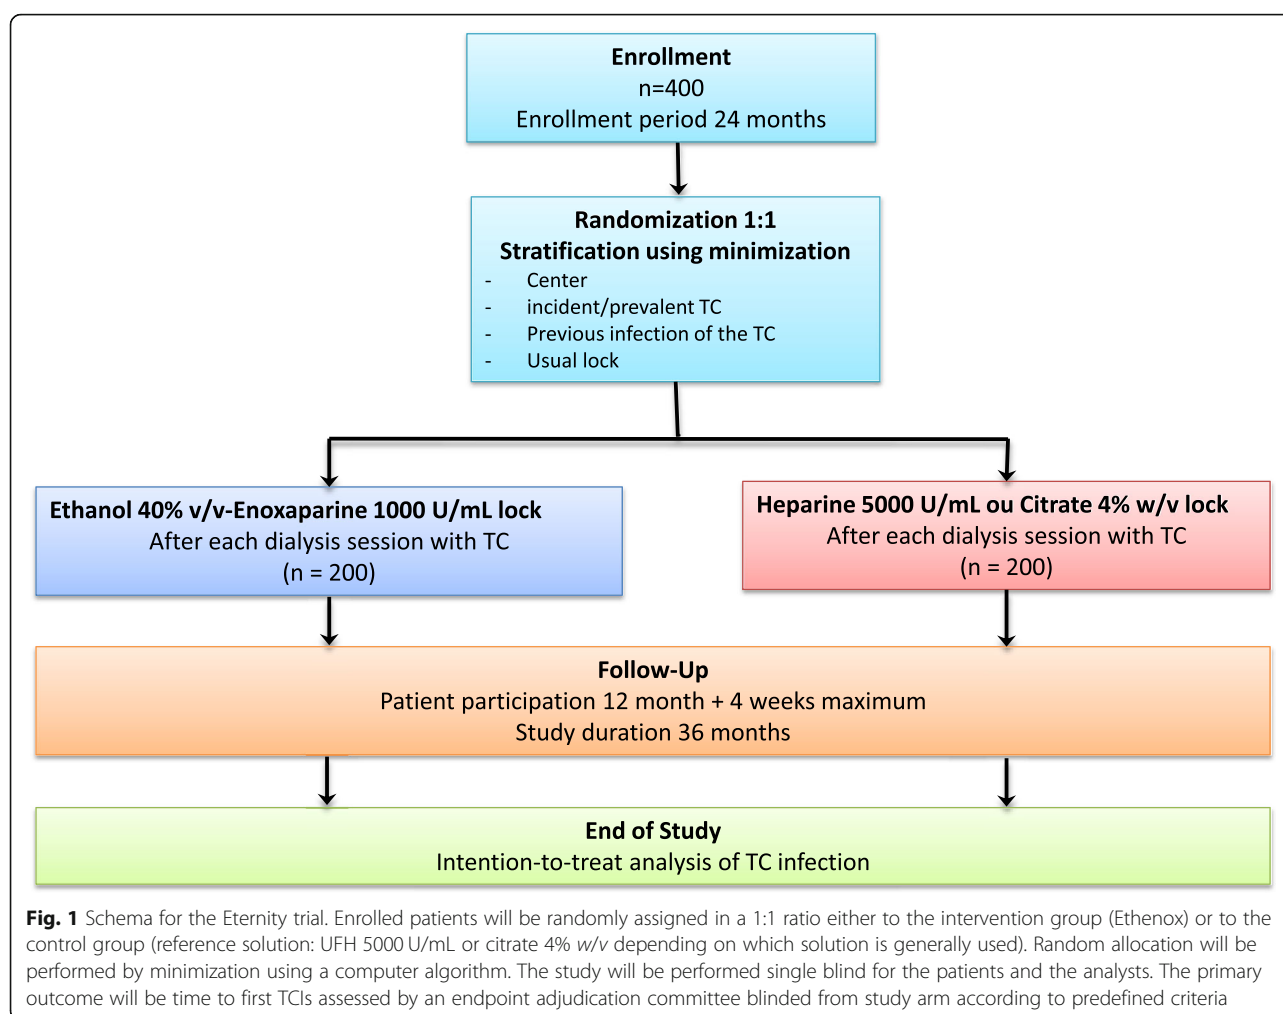 Enrollment
n=400
Enrollment period 24 months
Randomization 1:1
Stratification using minimization
- Center
- incident/prevalent TC
- Previous infection of the TC
- Usual lock
Ethanol 40% v/v-Enoxaparine 1000 U/mL lock
After each dialysis session with TC
(n = 200)
Heparine 5000 U/mL ou Citrate 4% w/v lock
After each dialysis session with TC
(n = 200)
Follow-Up
Patient participation 12 month + 4 weeks maximum
Study duration 36 months
End of Study
Intention-to-treat analysis of TC infection
Fig. 1 Schema for the Eternity trial. Enrolled patients will be randomly assigned in a 1:1 ratio either to the intervention group (Ethenox) or to the
control group (reference solution: UFH 5000 U/mL or citrate 4% w/v depending on which solution is generally used). Random allocation will be
performed by minimization using a computer algorithm. The study will be performed single blind for the patients and the analysts. The primary
outcome will be time to first TCIs assessed by an endpoint adjudication committee blinded from study arm according to predefined criteria